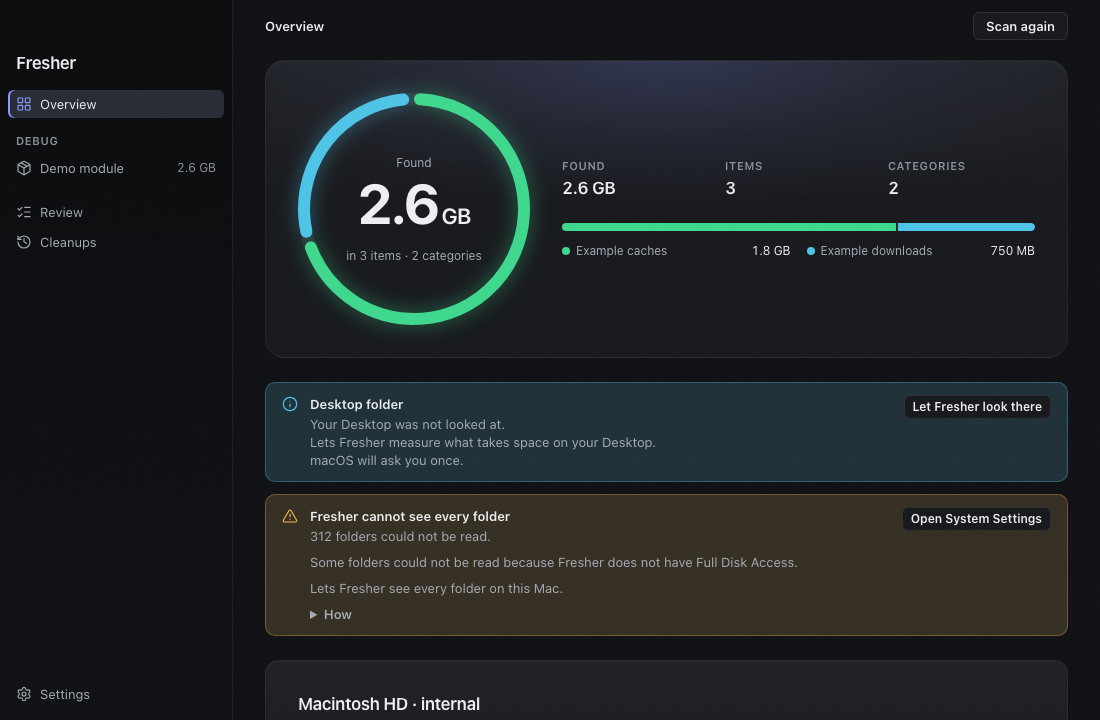 Fresher
Overview
DEBUG
Demo module 2.6 GB
Review
Cleanups
Settings
Overview
Scan again
Found
2.6 GB
in 3 items · 2 categories
FOUND
2.6 GB
ITEMS
3
CATEGORIES
2
Example caches 1.8 GB
Example downloads 750 MB
Desktop folder
Your Desktop was not looked at.
Lets Fresher measure what takes space on your Desktop.
macOS will ask you once.
Let Fresher look there
Fresher cannot see every folder
312 folders could not be read.
Some folders could not be read because Fresher does not have Full Disk Access.
Lets Fresher see every folder on this Mac.
How
Open System Settings
Macintosh HD · internal